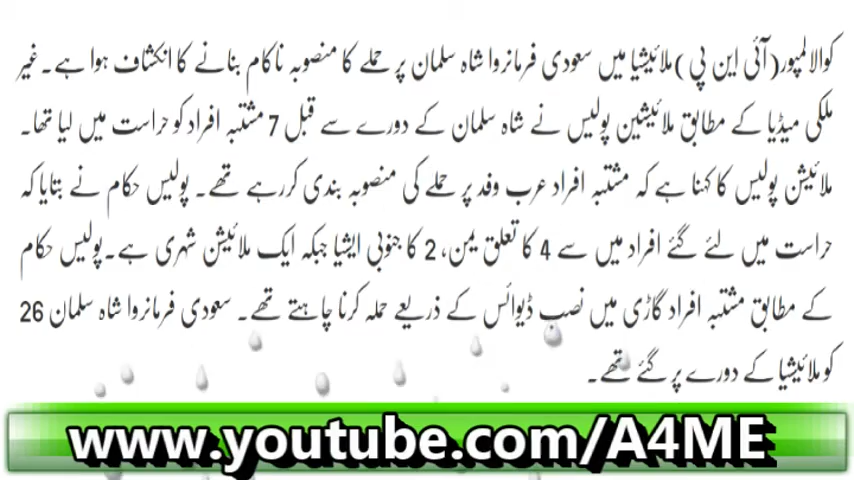 کوالالمپور(آئی این پی)ملائیشیا میں سعودی فرمانروا شاہ سلمان پر حملے کا منصوبہ ناکام بنانے کا انکشاف ہوا ہے۔غیر
ملکی میڈیا کے مطابق ملائیشین پولیس نے شاہ سلمان کے دورے سے قبل 7 مشتبہ افراد کو حراست میں لیا تھا۔
ملائیشن پولیس کا کہنا ہے کہ مشتبہ افراد عرب وفد پر حملے کی منصوبہ بندی کررہے تھے۔ پولیس حکام نے بتایا کہ
حراست میں لئے گئے افراد میں سے 4 کا تعلق یمن، 2 کا جنوبی ایشیا جبکہ ایک ملائیشن شہری ہے۔پولیس حکام
کے مطابق مشتبہ افراد گاڑی میں نصب ڈیوائس کے ذریعے حملہ کرنا چاہتے تھے۔ سعودی فرمانروا شاہ سلمان 26
کو ملائیشیا کے دورے پر گئے تھے۔
www.youtube.com/A4ME